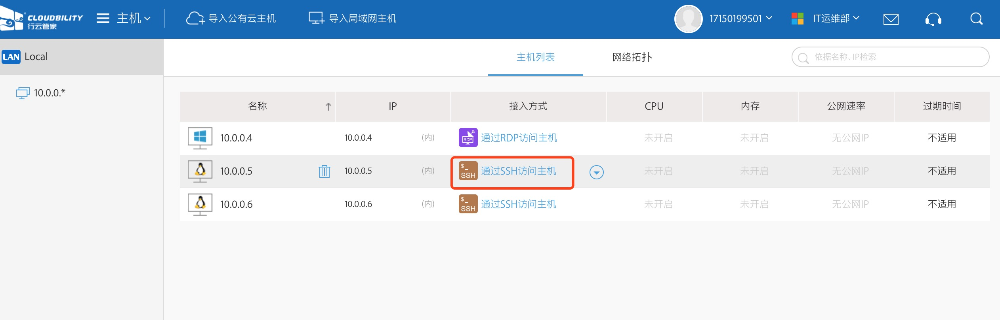 CLOUDBILITY
行云管家
主机
导入公有云主机
导入局域网主机
17150199501
IT运维部
LAN Local
主机列表
网络拓扑
依据名称、IP检索
10.0.0.*
名称 IP 接入方式 CPU 内存 公网速率 过期时间
10.0.0.4 10.0.0.4 (内) RDP 通过RDP访问主机 未开启 未开启 无公网IP 不适用
10.0.0.5 10.0.0.5 (内) $_ SSH 通过SSH访问主机 未开启 未开启 无公网IP 不适用
10.0.0.6 10.0.0.6 (内) $_ SSH 通过SSH访问主机 未开启 未开启 无公网IP 不适用